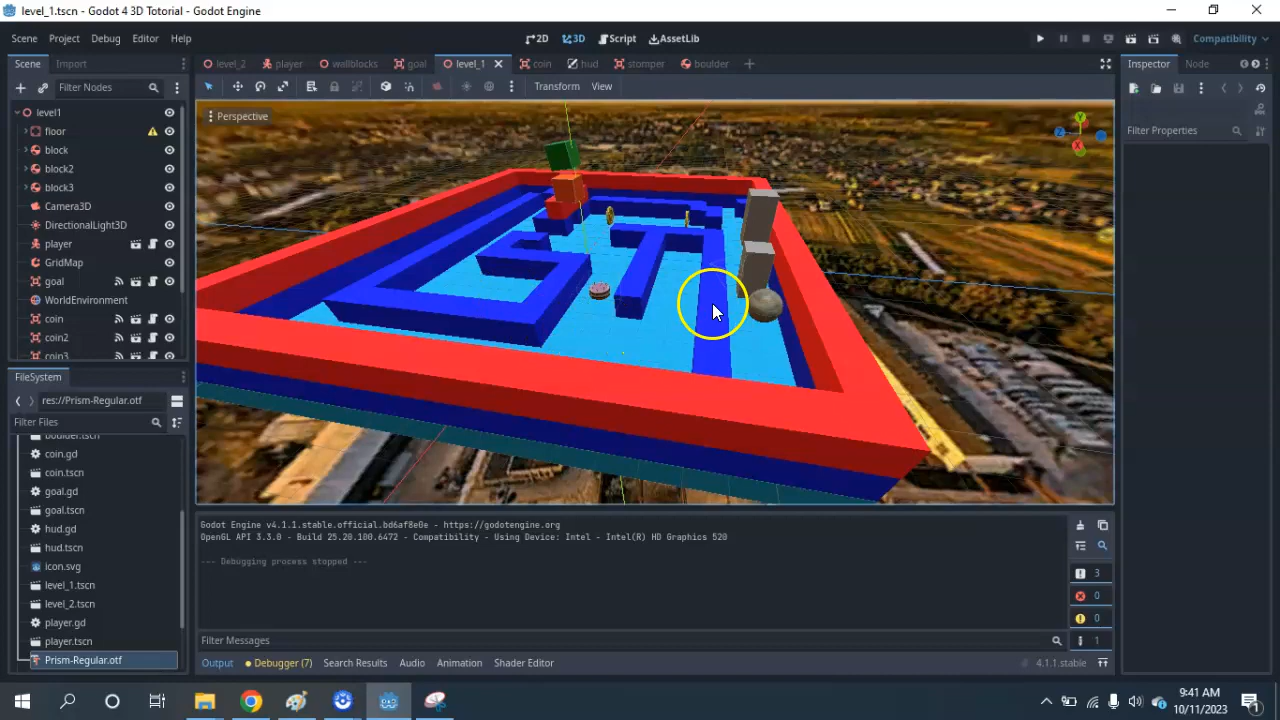 level_1.tscn - Godot 4 3D Tutorial - Godot Engine
Scene Project Debug Editor Help
2D 3D Script AssetLib
Compatibility
Scene Import
level_2 player wallblocks goal level_1 coin hud stomper boulder
Inspector Node
Filter Nodes
Transform View
Perspective
Filter Properties
level1
floor
block
block2
block3
Camera3D
DirectionalLight3D
player
GridMap
goal
WorldEnvironment
coin
coin2
coin3
Y
Z
X
FileSystem
res://Prism-Regular.otf
Filter Files
boulder.tscn
coin.gd
coin.tscn
goal.gd
goal.tscn
hud.gd
hud.tscn
icon.svg
level_1.tscn
level_2.tscn
player.gd
player.tscn
Prism-Regular.otf
Godot Engine v4.1.1.stable.official.bd6af8e0e - https://godotengine.org
OpenGL API 3.3.0 - Build 25.20.100.6472 - Compatibility - Using Device: Intel - Intel(R) HD Graphics 520
--- Debugging process stopped ---
3
0
0
1
Filter Messages
Output Debugger (7) Search Results Audio Animation Shader Editor
4.1.1.stable
9:41 AM
10/11/2023
1